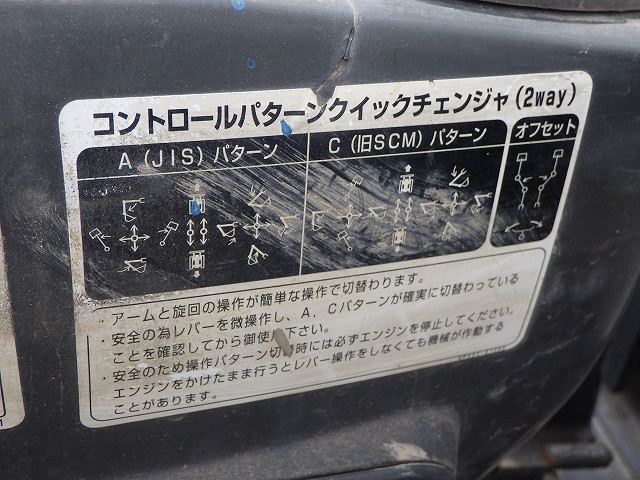 コントロールパターンクイックチェンジャ(2way)
A(JIS)パターン
C(旧SCM)パターン
オフセット
・アームと旋回の操作が簡単な操作で切替わります。
・安全の為レバーを微操作し、A，Cパターンが確実に切替わっている
ことを確認してから御使 下さい。
・安全のため操作パターン切 時には必ずエンジンを停止してください。
エンジンをかけたまま行うとレバー操作をしなくても機械が作動する
ことがあります。